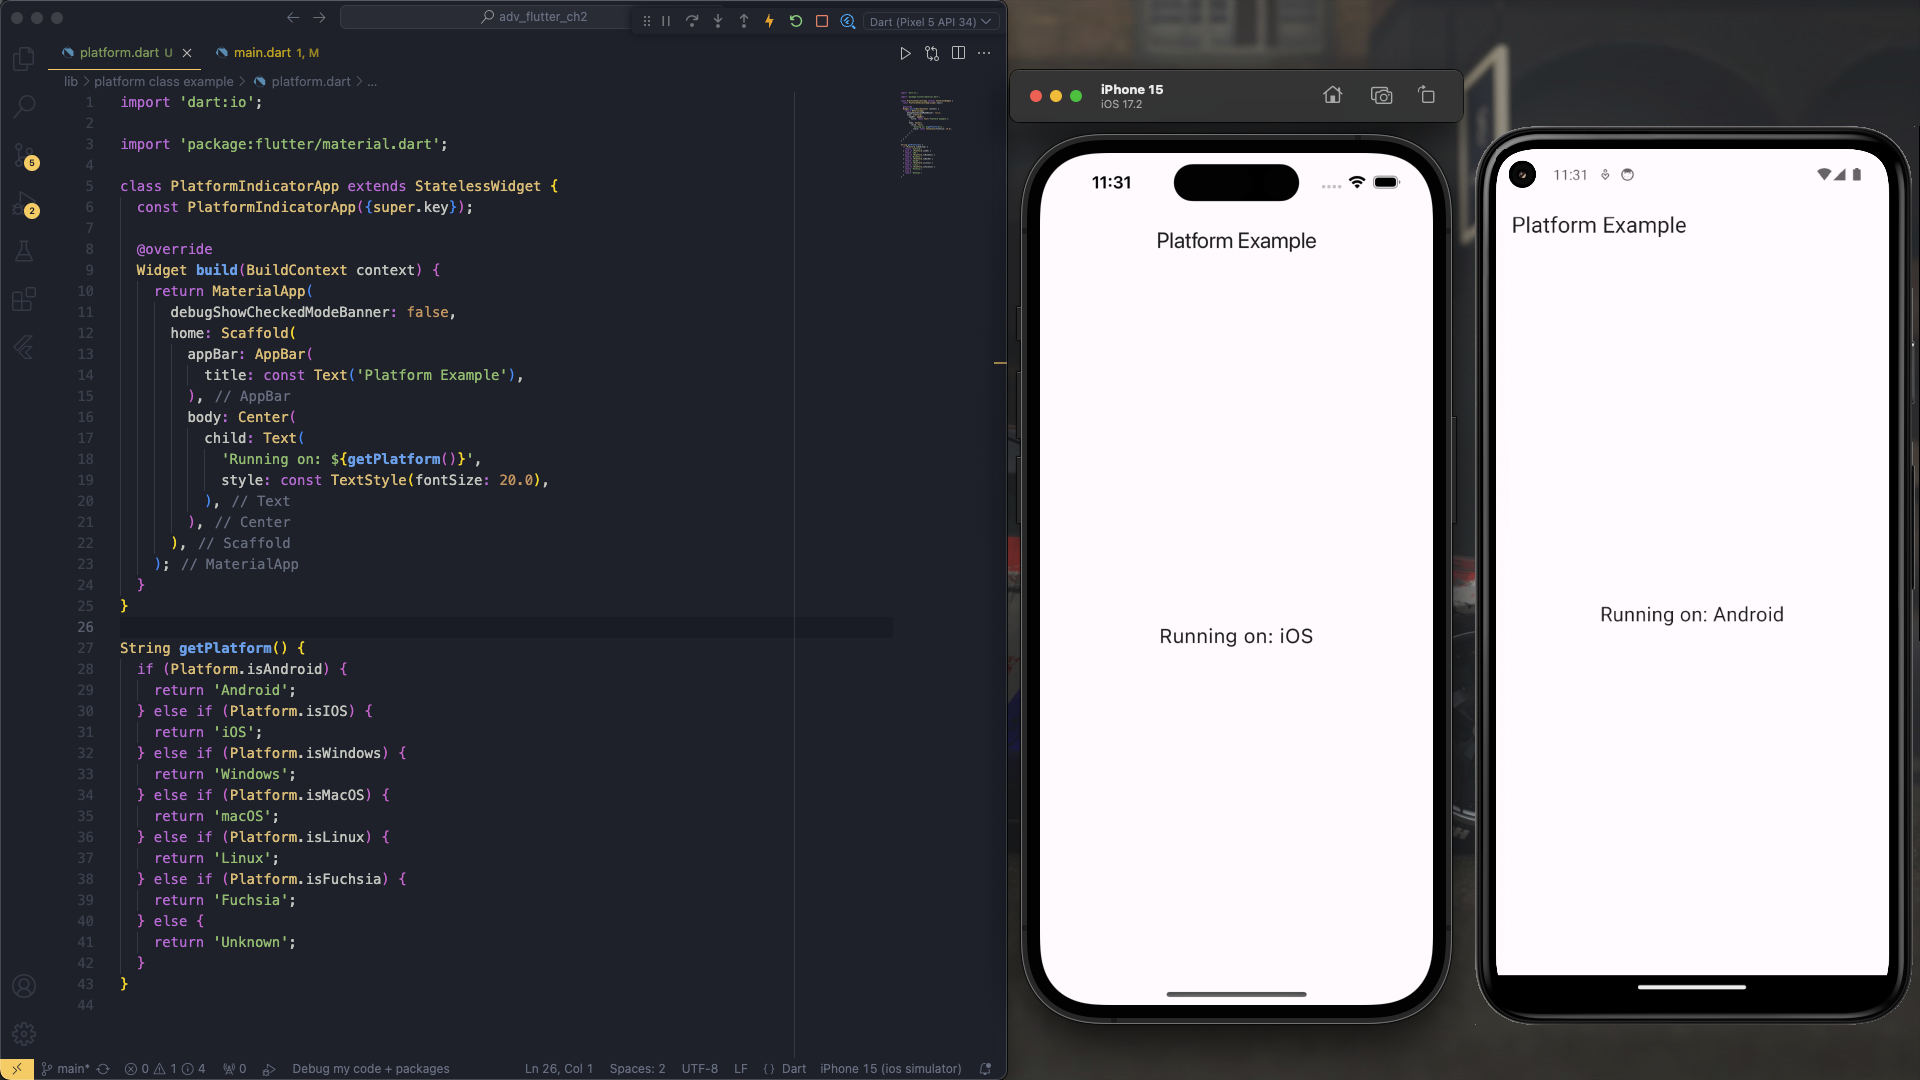 adv_flutter_ch2
Dart (Pixel 5 API 34)
platform.dart U
main.dart 1, M
lib > platform class example > platform.dart > ...
1 import 'dart:io';
2
3 import 'package:flutter/material.dart';
4
5 class PlatformIndicatorApp extends StatelessWidget {
6 const PlatformIndicatorApp({super.key});
7
8 @override
9 Widget build(BuildContext context) {
10 return MaterialApp(
11 debugShowCheckedModeBanner: false,
12 home: Scaffold(
13 appBar: AppBar(
14 title: const Text('Platform Example'),
15 ), // AppBar
16 body: Center(
17 child: Text(
18 'Running on: ${getPlatform()}',
19 style: const TextStyle(fontSize: 20.0),
20 ), // Text
21 ), // Center
22 ), // Scaffold
23 ); // MaterialApp
24 }
25 }
26
27 String getPlatform() {
28 if (Platform.isAndroid) {
29 return 'Android';
30 } else if (Platform.isIOS) {
31 return 'iOS';
32 } else if (Platform.isWindows) {
33 return 'Windows';
34 } else if (Platform.isMacOS) {
35 return 'macOS';
36 } else if (Platform.isLinux) {
37 return 'Linux';
38 } else if (Platform.isFuchsia) {
39 return 'Fuchsia';
40 } else {
41 return 'Unknown';
42 }
43 }
44
5
2
main* 0 1 4 0 Debug my code + packages Ln 26, Col 1 Spaces: 2 UTF-8 LF {} Dart iPhone 15 (ios simulator)
iPhone 15
iOS 17.2
11:31
Platform Example
Running on: iOS
11:31
Platform Example
Running on: Android